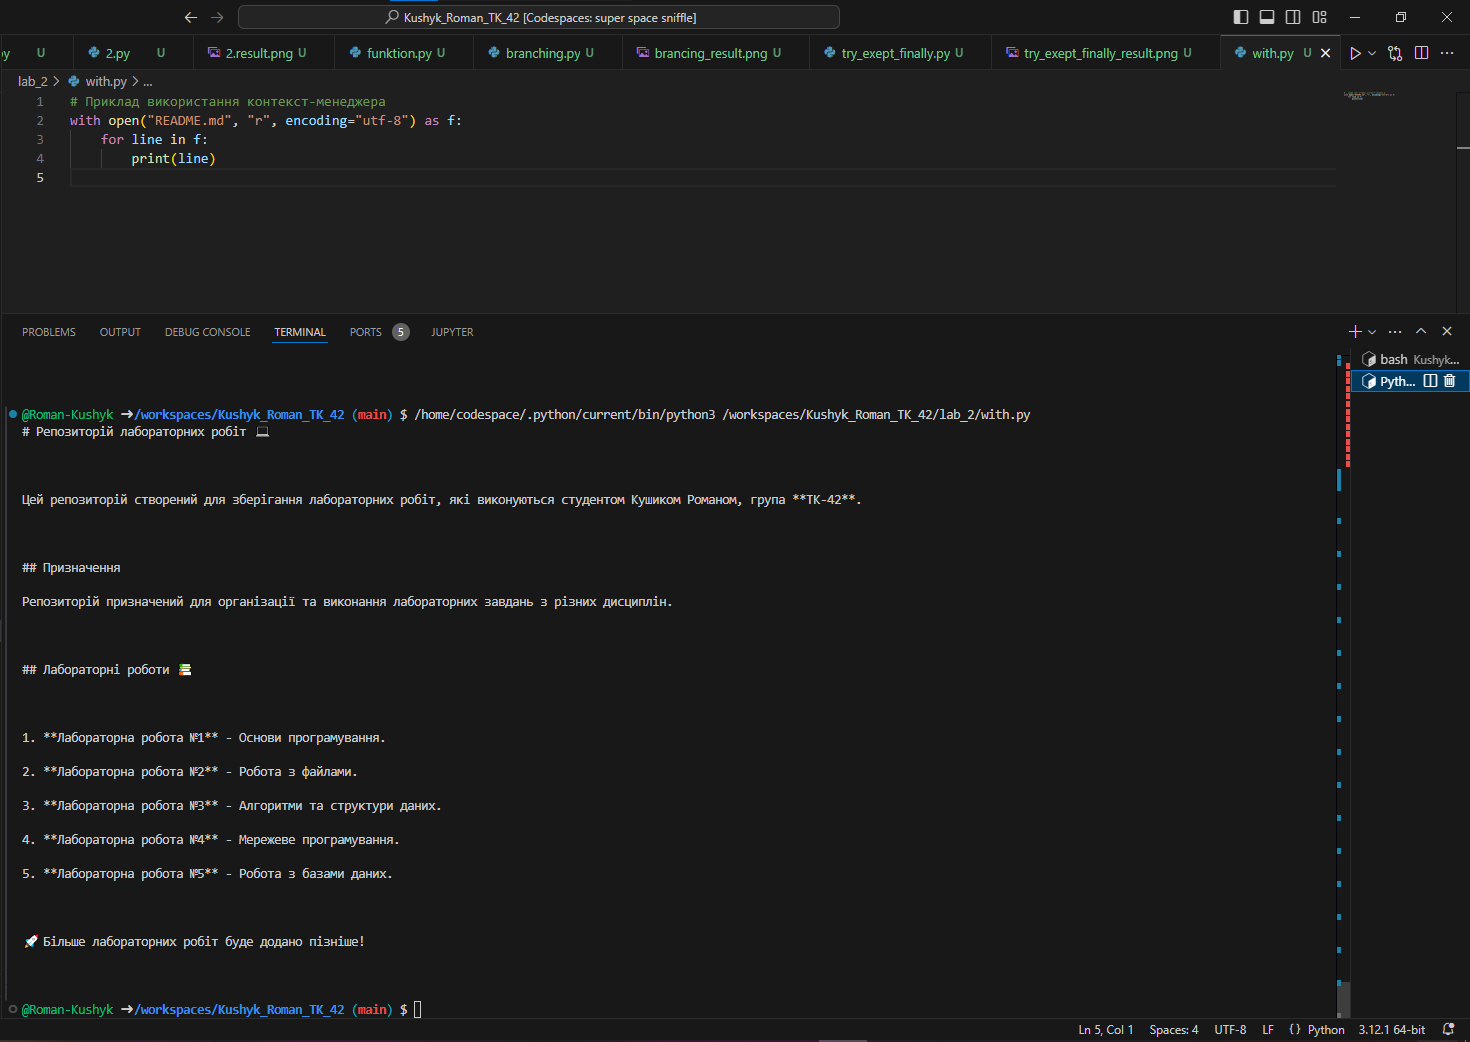 Kushyk_Roman_TK_42 [Codespaces: super space sniffle]
y U 2.py U 2.result.png U funktion.py U branching.py U brancing_result.png U try_exept_finally.py U try_exept_finally_result.png U with.py U
lab_2 > with.py > ...
1 # Приклад використання контекст-менеджера
2 with open("README.md", "r", encoding="utf-8") as f:
3 for line in f:
4 print(line)
5
PROBLEMS OUTPUT DEBUG CONSOLE TERMINAL PORTS 5 JUPYTER
bash Kushyk...
Pyth...
@Roman-Kushyk ➜/workspaces/Kushyk_Roman_TK_42 (main) $ /home/codespace/.python/current/bin/python3 /workspaces/Kushyk_Roman_TK_42/lab_2/with.py
# Репозиторій лабораторних робіт 💻
Цей репозиторій створений для зберігання лабораторних робіт, які виконуються студентом Кушиком Романом, група **ТК-42**.
## Призначення
Репозиторій призначений для організації та виконання лабораторних завдань з різних дисциплін.
## Лабораторні роботи 📚
1. **Лабораторна робота №1** - Основи програмування.
2. **Лабораторна робота №2** - Робота з файлами.
3. **Лабораторна робота №3** - Алгоритми та структури даних.
4. **Лабораторна робота №4** - Мережеве програмування.
5. **Лабораторна робота №5** - Робота з базами даних.
🚀 Більше лабораторних робіт буде додано пізніше!
@Roman-Kushyk ➜/workspaces/Kushyk_Roman_TK_42 (main) $
Ln 5, Col 1 Spaces: 4 UTF-8 LF {} Python 3.12.1 64-bit